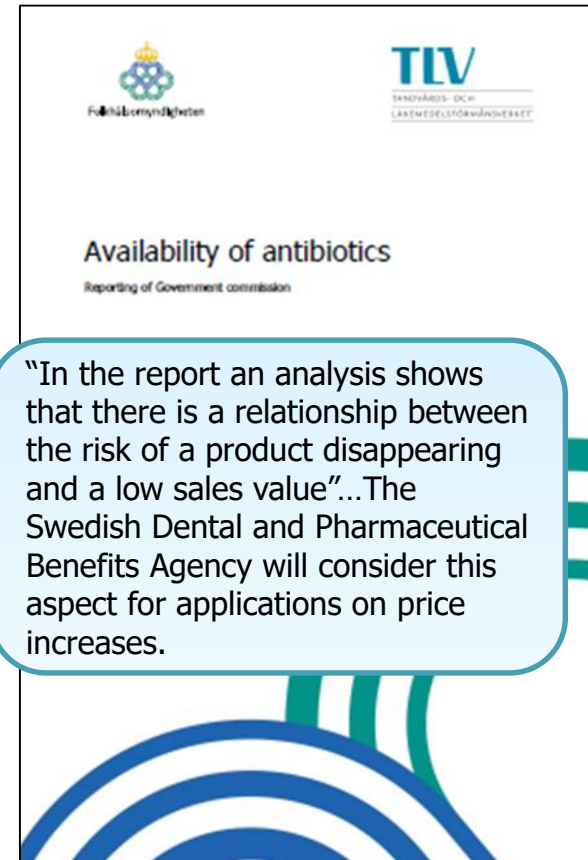 Folkhälsomyndigheten
TLV
TANDVÅRDS- OCH
LÄKEMEDELSFÖRMÅNSVERKET
Availability of antibiotics
Reporting of Government commission
“In the report an analysis shows
that there is a relationship between
the risk of a product disappearing
and a low sales value”…The
Swedish Dental and Pharmaceutical
Benefits Agency will consider this
aspect for applications on price
increases.